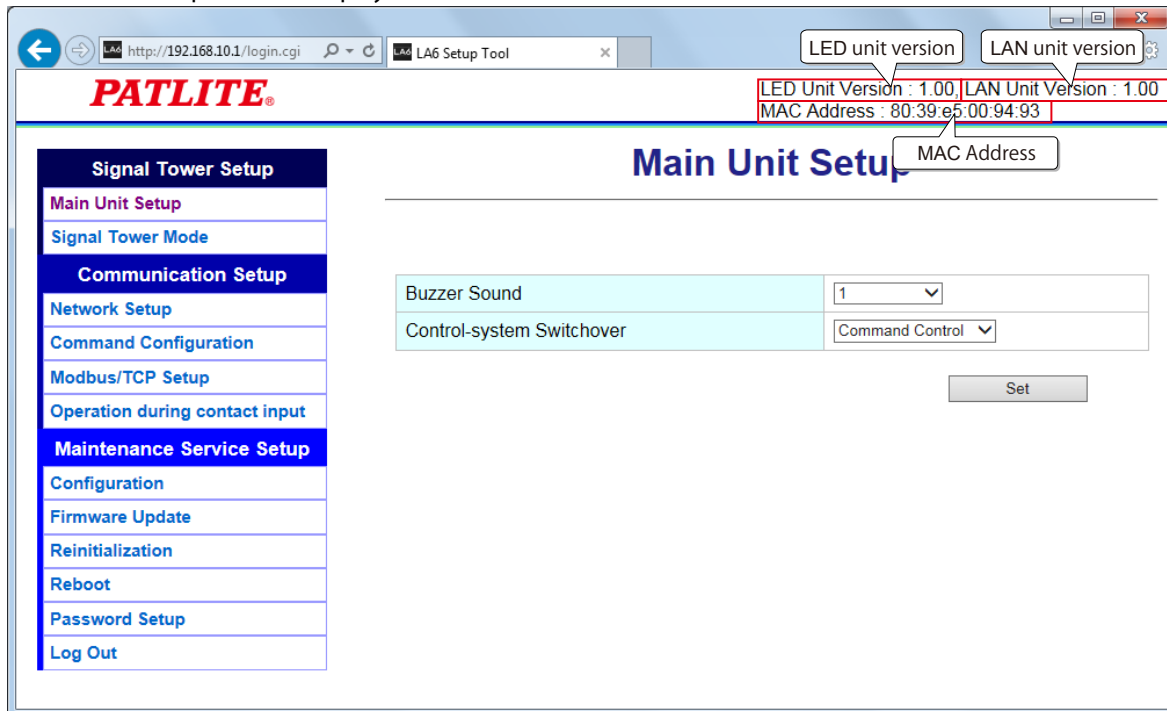 http://192.168.10.1/login.cgi
LA6 LA6 Setup Tool
LED unit version
LAN unit version
PATLITE®
LED Unit Version : 1.00, LAN Unit Version : 1.00
MAC Address : 80:39:e5:00:94:93
MAC Address
Main Unit Setup
Signal Tower Setup
Main Unit Setup
Signal Tower Mode
Communication Setup
Network Setup
Command Configuration
Modbus/TCP Setup
Operation during contact input
Maintenance Service Setup
Configuration
Firmware Update
Reinitialization
Reboot
Password Setup
Log Out
Buzzer Sound 1
Control-system Switchover Command Control
Set